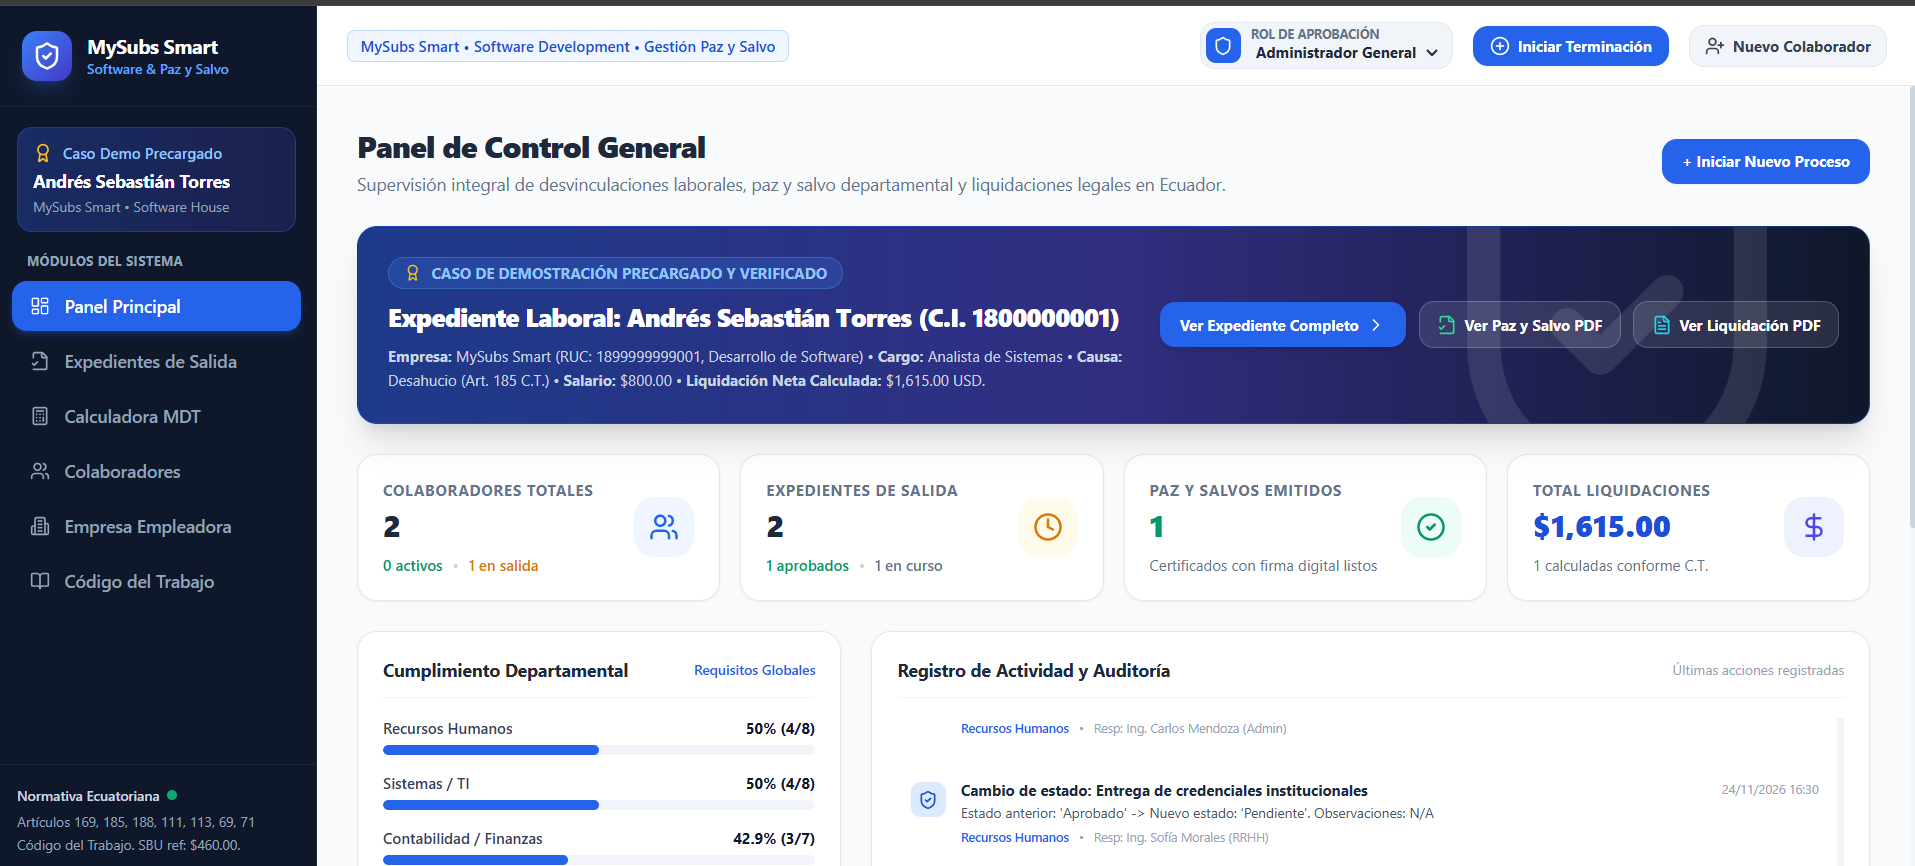 MySubs Smart
Software & Paz y Salvo
Caso Demo Precargado
Andrés Sebastián Torres
MySubs Smart • Software House
MÓDULOS DEL SISTEMA
Panel Principal
Expedientes de Salida
Calculadora MDT
Colaboradores
Empresa Empleadora
Código del Trabajo
Normativa Ecuatoriana
Artículos 169, 185, 188, 111, 113, 69, 71
Código del Trabajo. SBU ref: $460.00.
MySubs Smart • Software Development • Gestión Paz y Salvo
ROL DE APROBACIÓN
Administrador General
Iniciar Terminación
Nuevo Colaborador
Panel de Control General
Supervisión integral de desvinculaciones laborales, paz y salvo departamental y liquidaciones legales en Ecuador.
+ Iniciar Nuevo Proceso
CASO DE DEMOSTRACIÓN PRECARGADO Y VERIFICADO
Expediente Laboral: Andrés Sebastián Torres (C.I. 1800000001)
Empresa: MySubs Smart (RUC: 1899999999001, Desarrollo de Software) • Cargo: Analista de Sistemas • Causa:
Desahucio (Art. 185 C.T.) • Salario: $800.00 • Liquidación Neta Calculada: $1,615.00 USD.
Ver Expediente Completo
Ver Paz y Salvo PDF
Ver Liquidación PDF
COLABORADORES TOTALES
2
0 activos • 1 en salida
EXPEDIENTES DE SALIDA
2
1 aprobados • 1 en curso
PAZ Y SALVOS EMITIDOS
1
Certificados con firma digital listos
TOTAL LIQUIDACIONES
$1,615.00
1 calculadas conforme C.T.
Cumplimiento Departamental
Requisitos Globales
Recursos Humanos 50% (4/8)
Sistemas / TI 50% (4/8)
Contabilidad / Finanzas 42.9% (3/7)
Registro de Actividad y Auditoría
Últimas acciones registradas
Recursos Humanos • Resp: Ing. Carlos Mendoza (Admin)
Cambio de estado: Entrega de credenciales institucionales
24/11/2026 16:30
Estado anterior: 'Aprobado' -> Nuevo estado: 'Pendiente'. Observaciones: N/A
Recursos Humanos • Resp: Ing. Sofía Morales (RRHH)